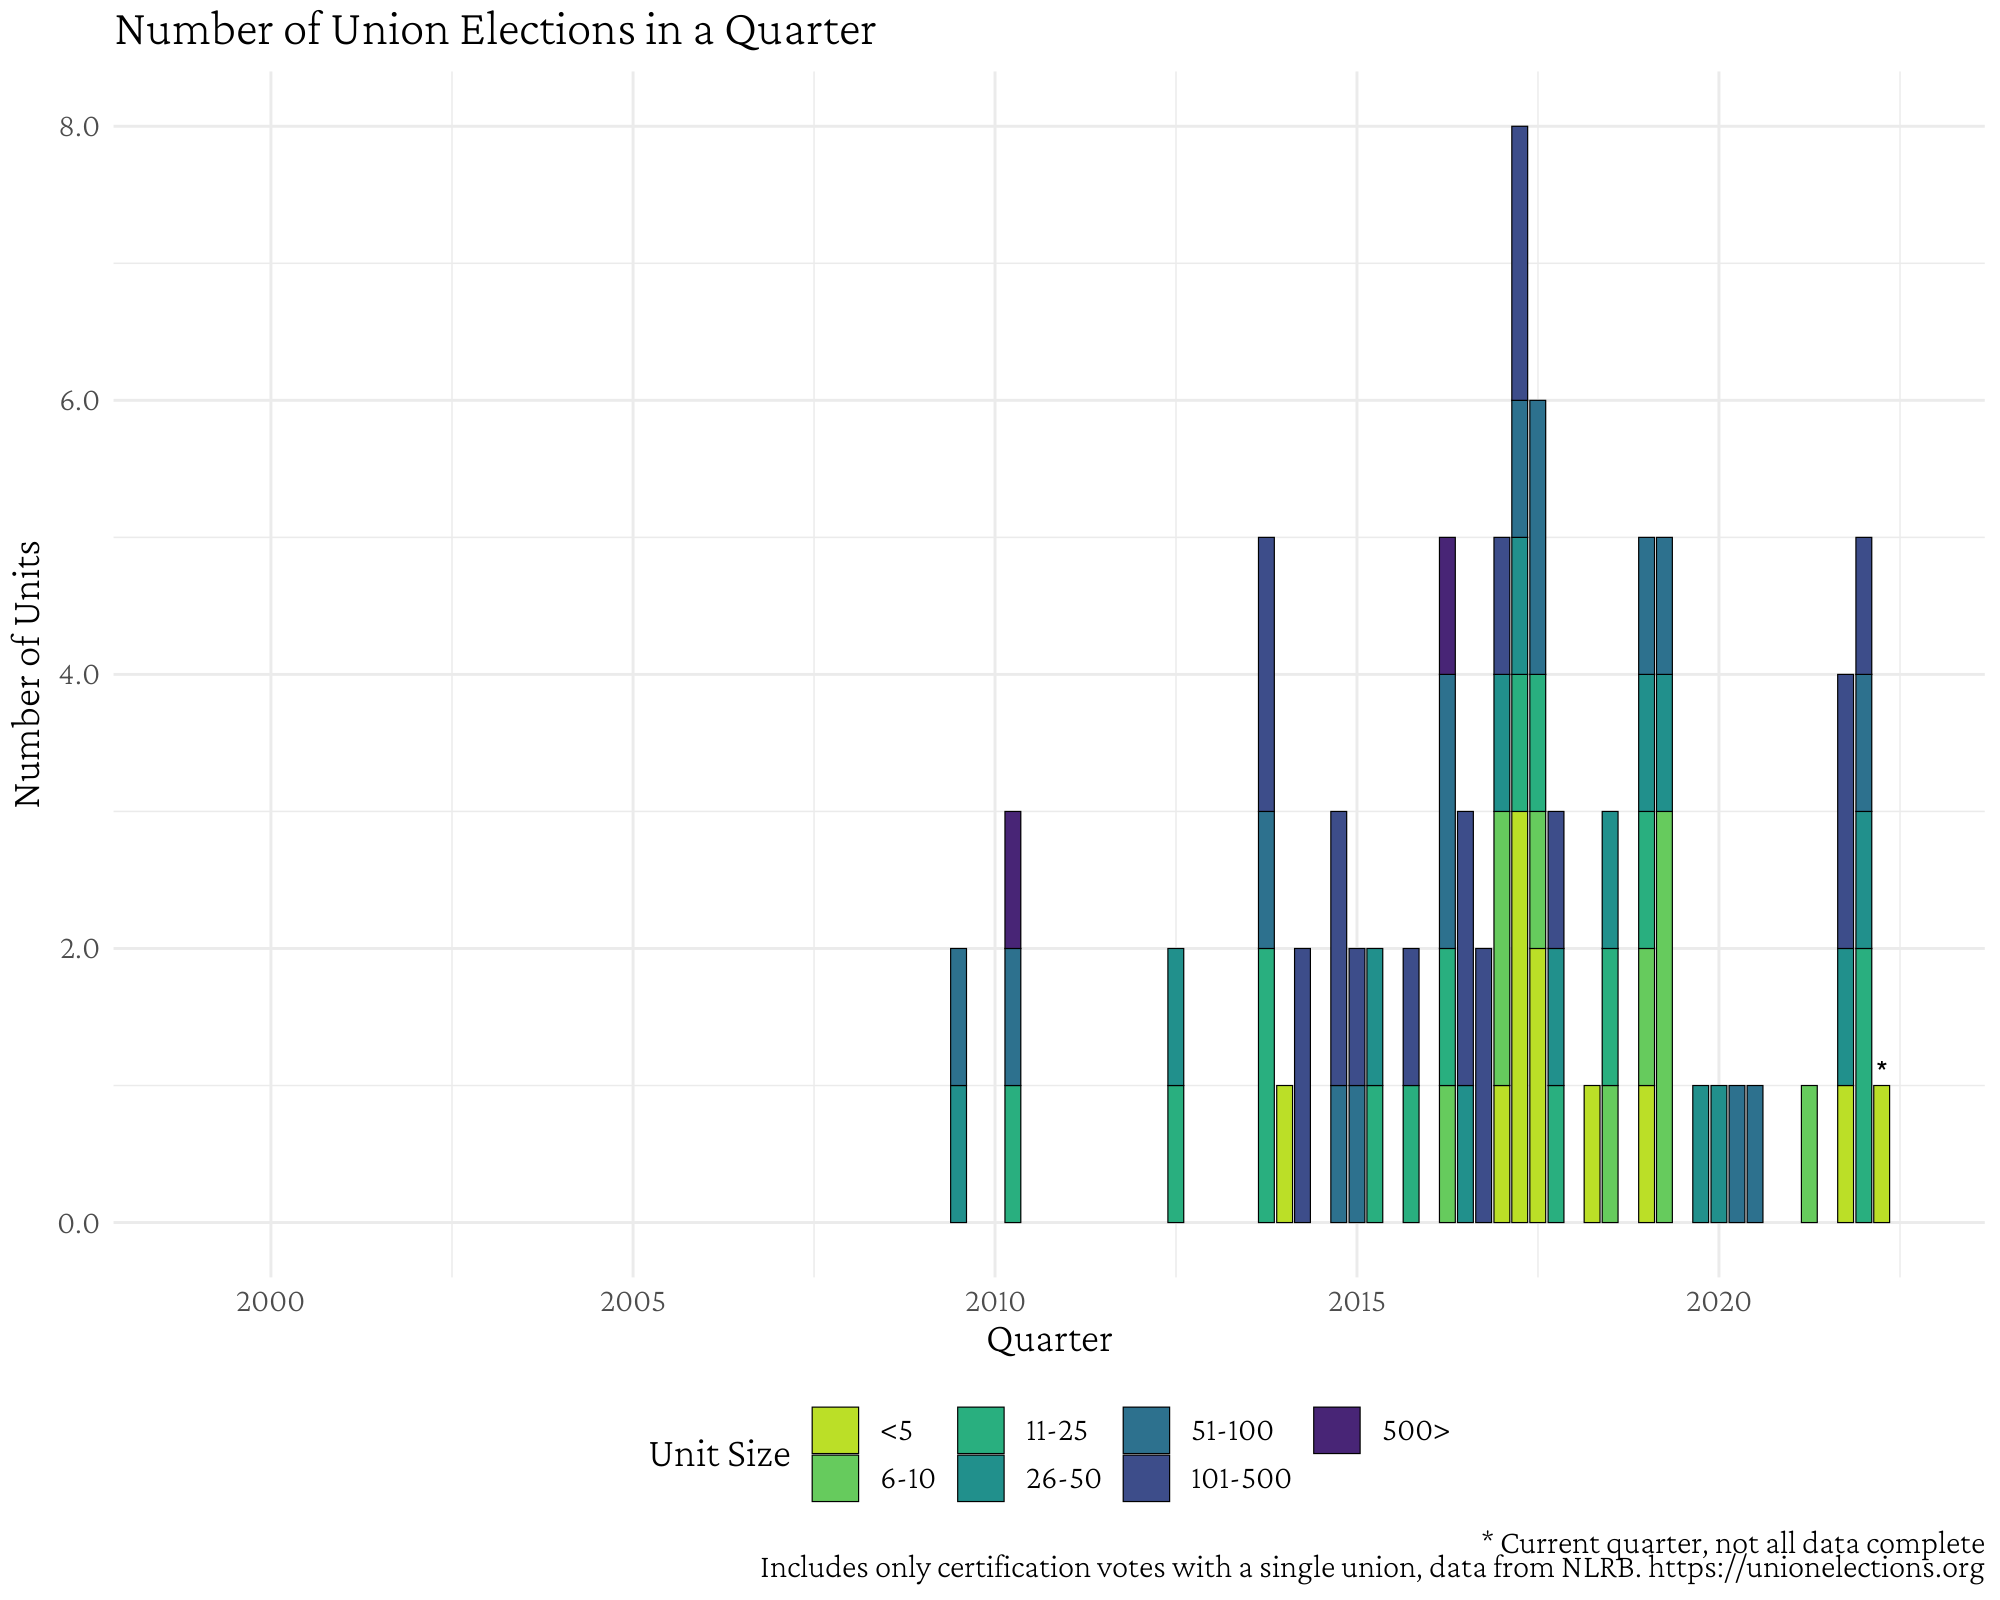 Number of Union Elections in a Quarter
Number of Units
8.0
6.0
4.0
2.0
0.0
*
2000 2005 2010 2015 2020
Quarter
Unit Size
<5 11-25 51-100 500>
6-10 26-50 101-500
* Current quarter, not all data complete
Includes only certification votes with a single union, data from NLRB. https://unionelections.org